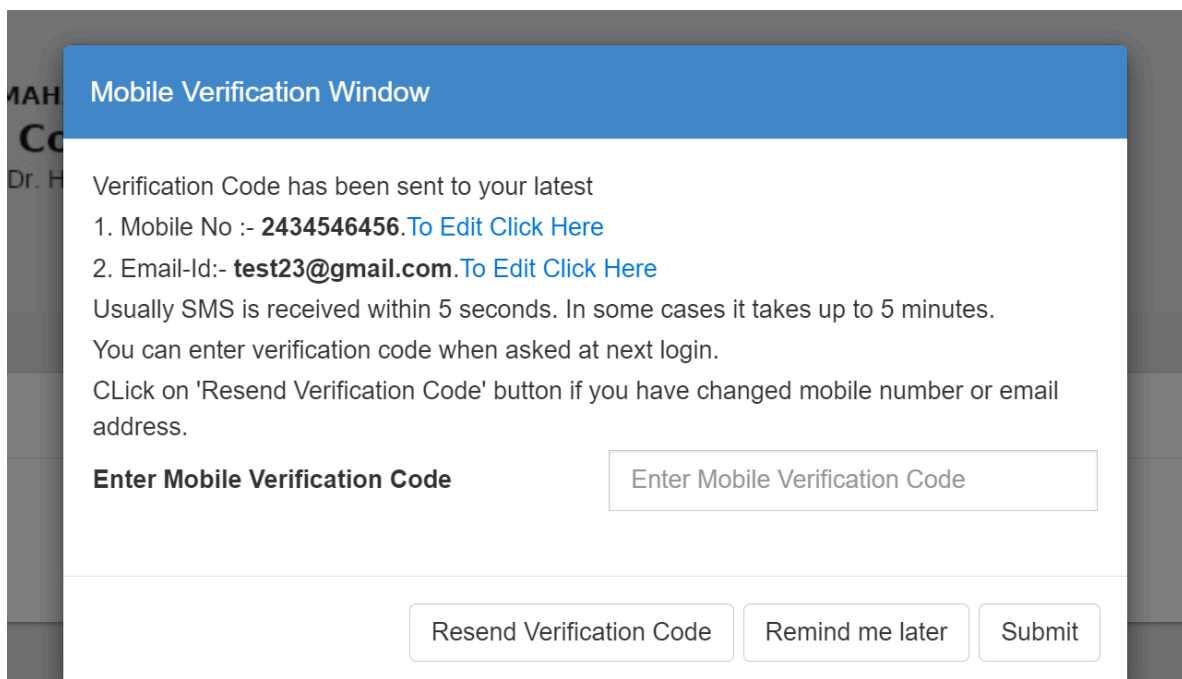 Mobile Verification Window
MAH
Co
Dr. H
Verification Code has been sent to your latest
1. Mobile No :- 2434546456.To Edit Click Here
2. Email-Id:- test23@gmail.com.To Edit Click Here
Usually SMS is received within 5 seconds. In some cases it takes up to 5 minutes.
You can enter verification code when asked at next login.
CLick on 'Resend Verification Code' button if you have changed mobile number or email
address.
Enter Mobile Verification Code Enter Mobile Verification Code
Resend Verification Code Remind me later Submit